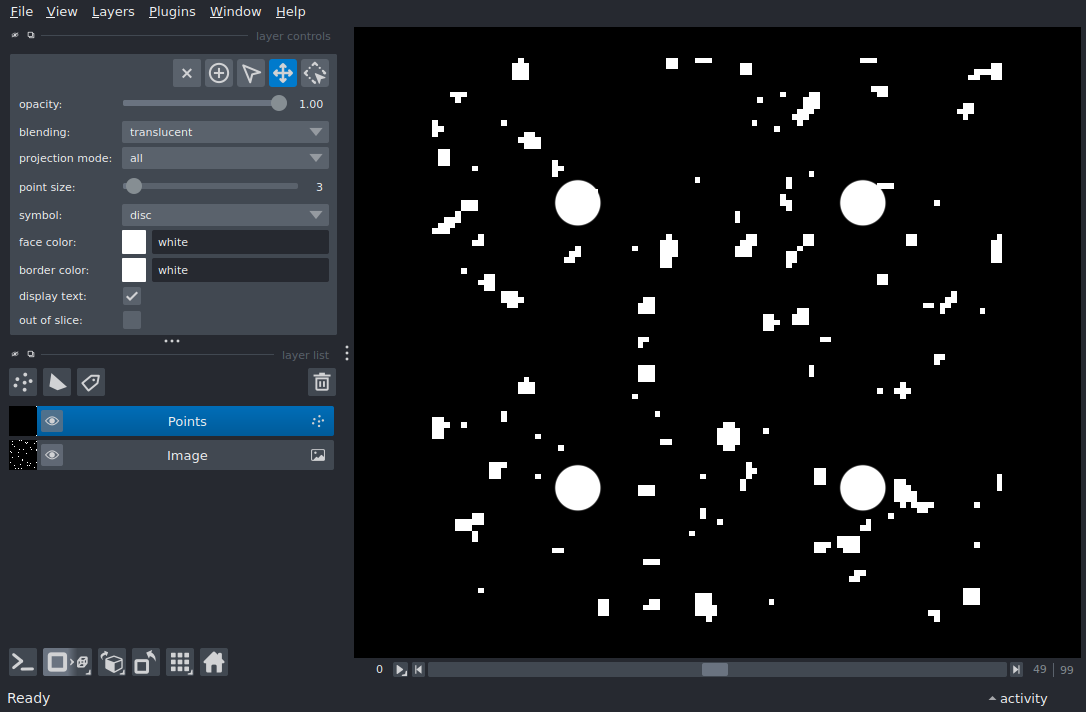 File View Layers Plugins Window Help
layer controls
opacity: 1.00
blending: translucent
projection mode: all
point size: 3
symbol: disc
face color: white
border color: white
display text:
out of slice:
layer list
Points
Image
0 49 99
Ready activity